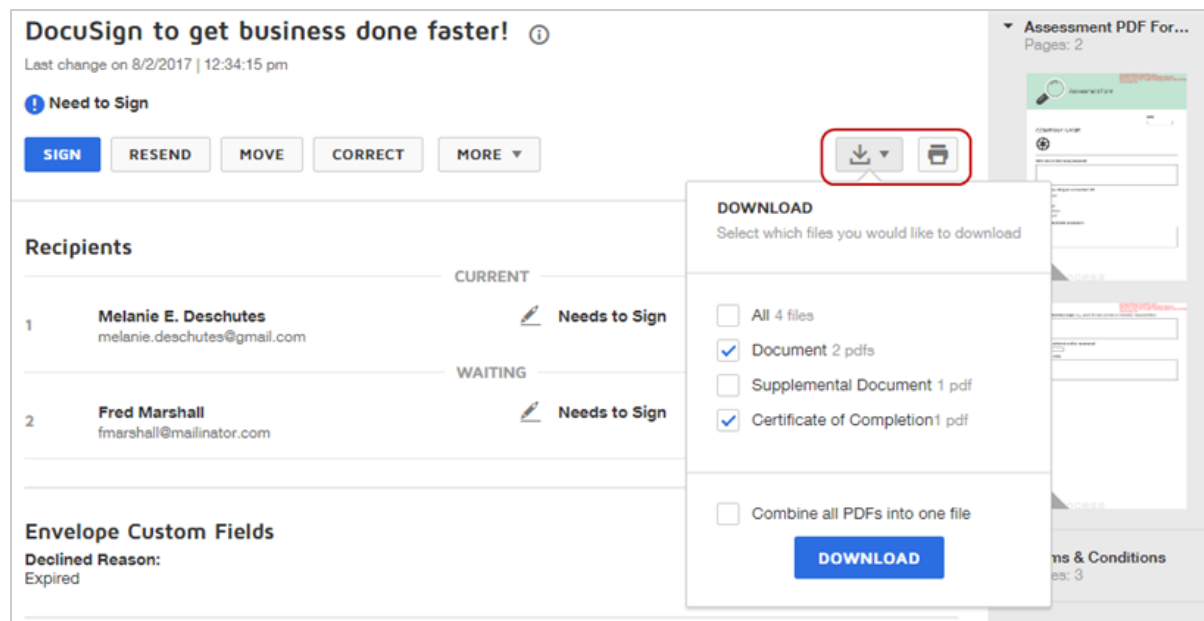 DocuSign to get business done faster!
Last change on 8/2/2017 | 12:34:15 pm
Need to Sign
SIGN RESEND MOVE CORRECT MORE
Recipients
CURRENT
1 Melanie E. Deschutes Needs to Sign
melanie.deschutes@gmail.com
WAITING
2 Fred Marshall Needs to Sign
fmarshall@mailinator.com
Envelope Custom Fields
Declined Reason:
Expired
DOWNLOAD
Select which files you would like to download
All 4 files
Document 2 pdfs
Supplemental Document 1 pdf
Certificate of Completion1 pdf
Combine all PDFs into one file
DOWNLOAD
Assessment PDF For...
Pages: 2
Assessment Form
COMPANY NAME
& Conditions
3